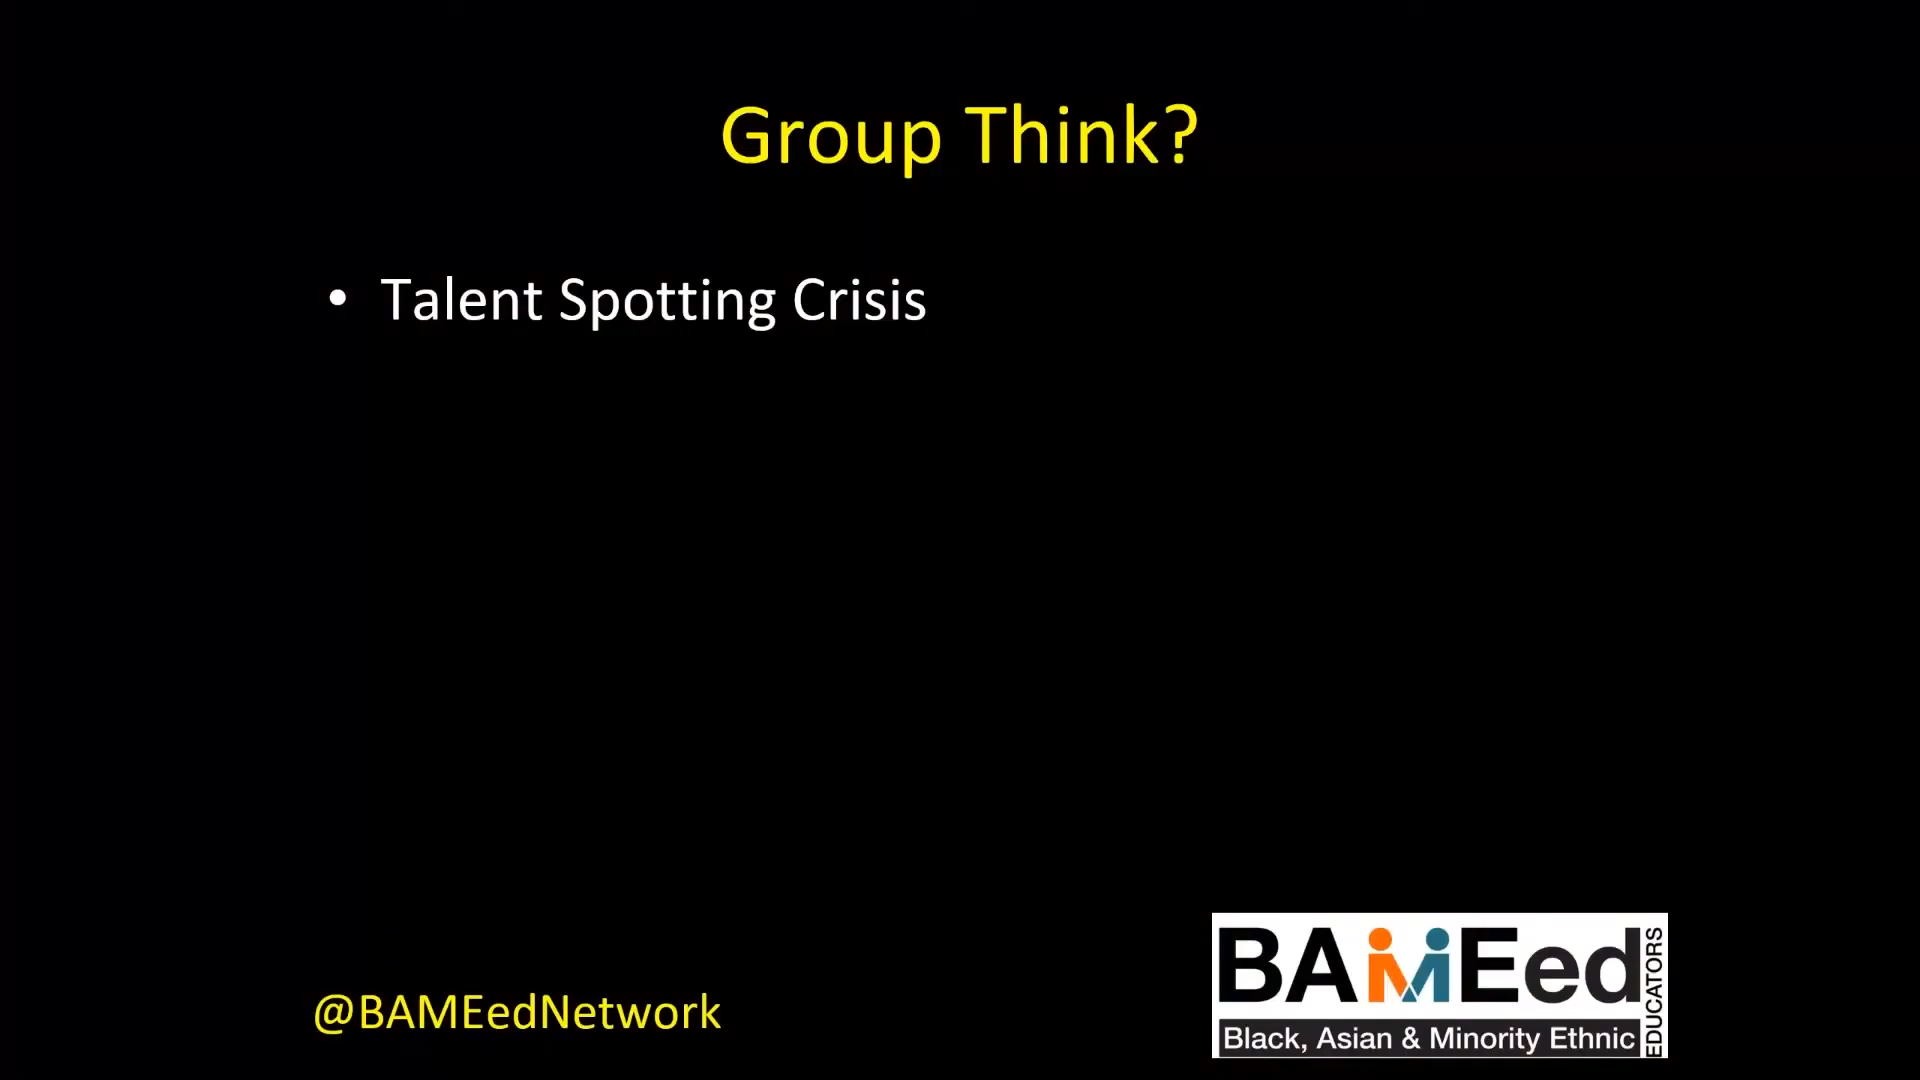 Group Think?
• Talent Spotting Crisis
@BAMEedNetwork
BAMEed
EDUCATORS
Black, Asian & Minority Ethnic